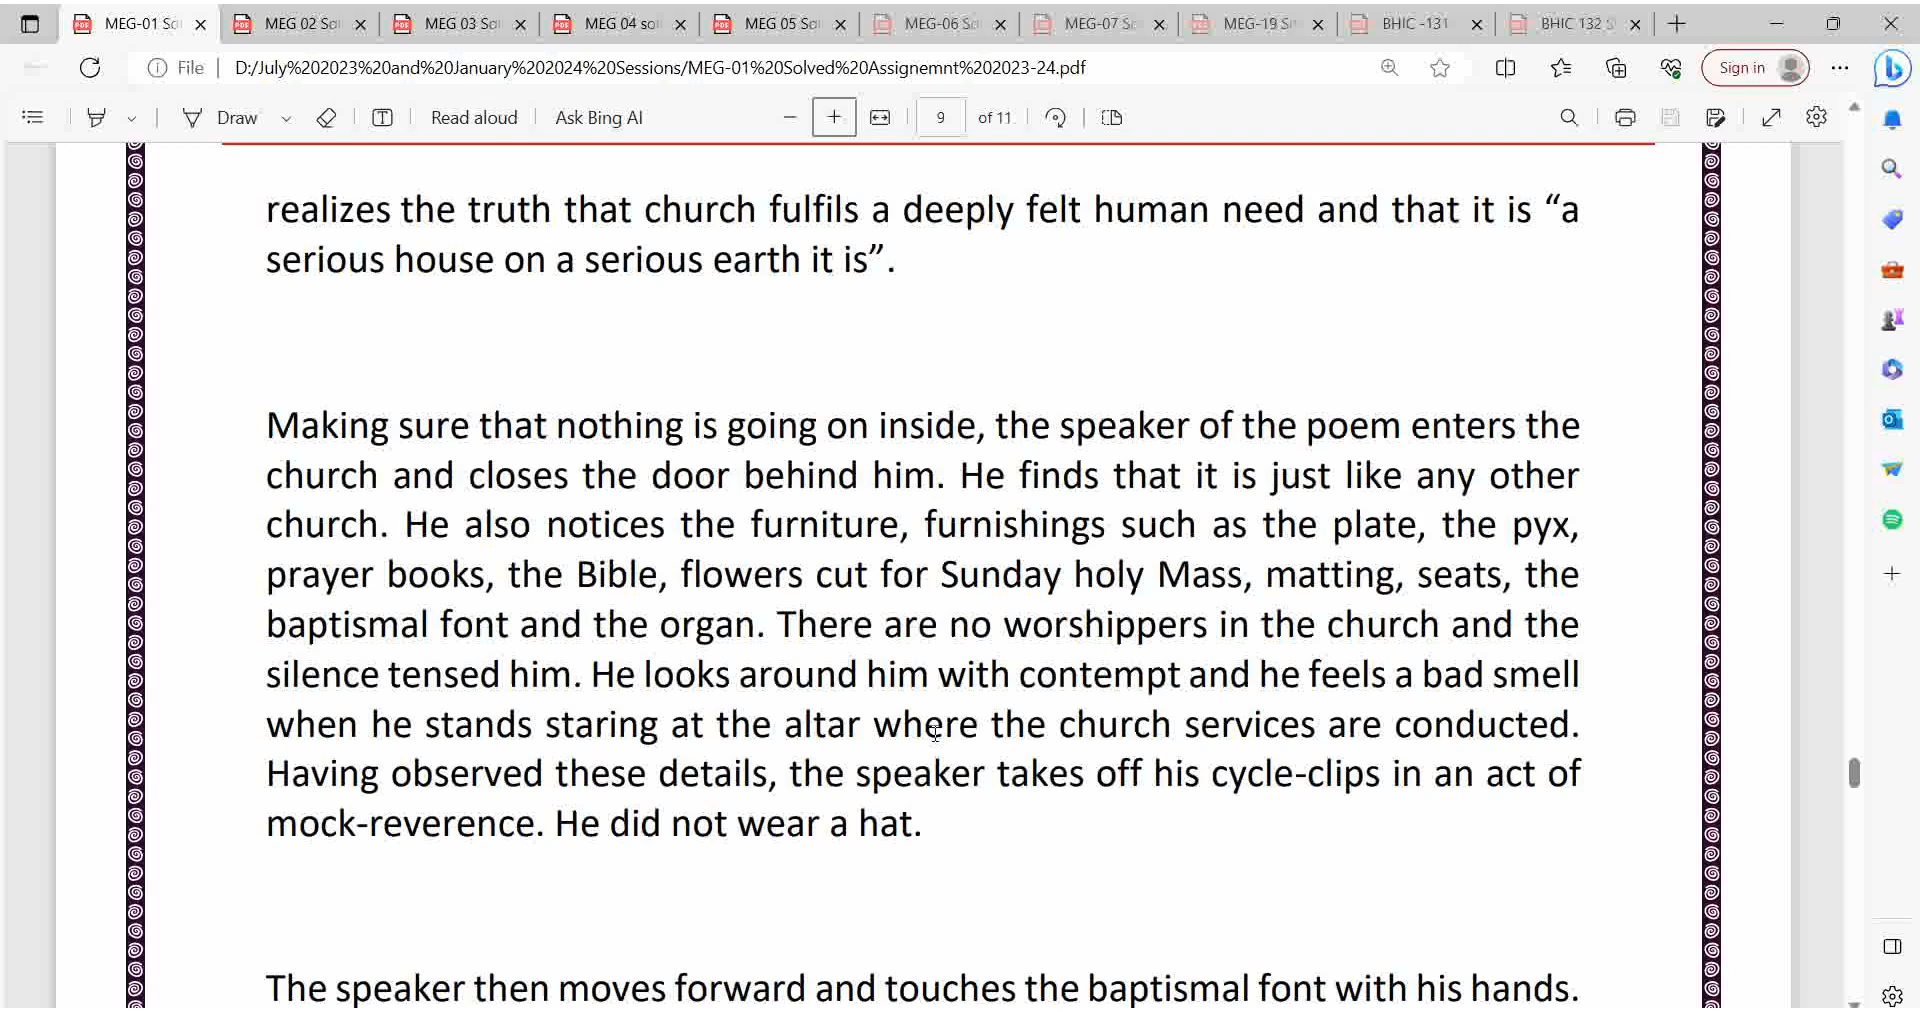 MEG-01 So MEG 02 So MEG 03 So MEG 04 sol MEG 05 So MEG-06 So MEG-07 So MEG-19 S BHIC -131 BHIC 132 S
File D:/July%202023%20and%20January%202024%20Sessions/MEG-01%20Solved%20Assignemnt%202023-24.pdf Sign in
Draw Read aloud Ask Bing AI 9 of 11
realizes the truth that church fulfils a deeply felt human need and that it is “a
serious house on a serious earth it is”.
Making sure that nothing is going on inside, the speaker of the poem enters the
church and closes the door behind him. He finds that it is just like any other
church. He also notices the furniture, furnishings such as the plate, the pyx,
prayer books, the Bible, flowers cut for Sunday holy Mass, matting, seats, the
baptismal font and the organ. There are no worshippers in the church and the
silence tensed him. He looks around him with contempt and he feels a bad smell
when he stands staring at the altar where the church services are conducted.
Having observed these details, the speaker takes off his cycle-clips in an act of
mock-reverence. He did not wear a hat.
The speaker then moves forward and touches the baptismal font with his hands.